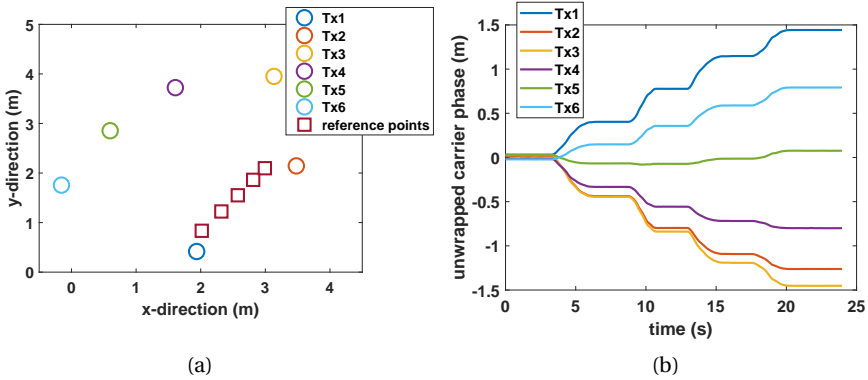 Tx1
Tx2
Tx3
Tx4
Tx5
Tx6
reference points
5
4
3
2
1
0
y-direction (m)
0
1
2
3
4
x-direction (m)
(a)
Tx1
Tx2
Tx3
Tx4
Tx5
Tx6
1.5
1
0.5
0
-0.5
-1
-1.5
unwrapped carrier phase (m)
0
5
10
15
20
25
time (s)
(b)